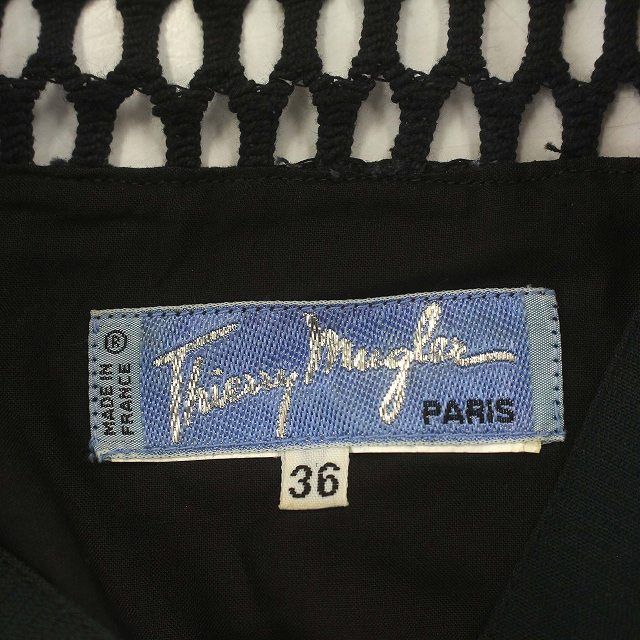 MADE IN
FRANCE ®
Thierry Mugler
PARIS
36